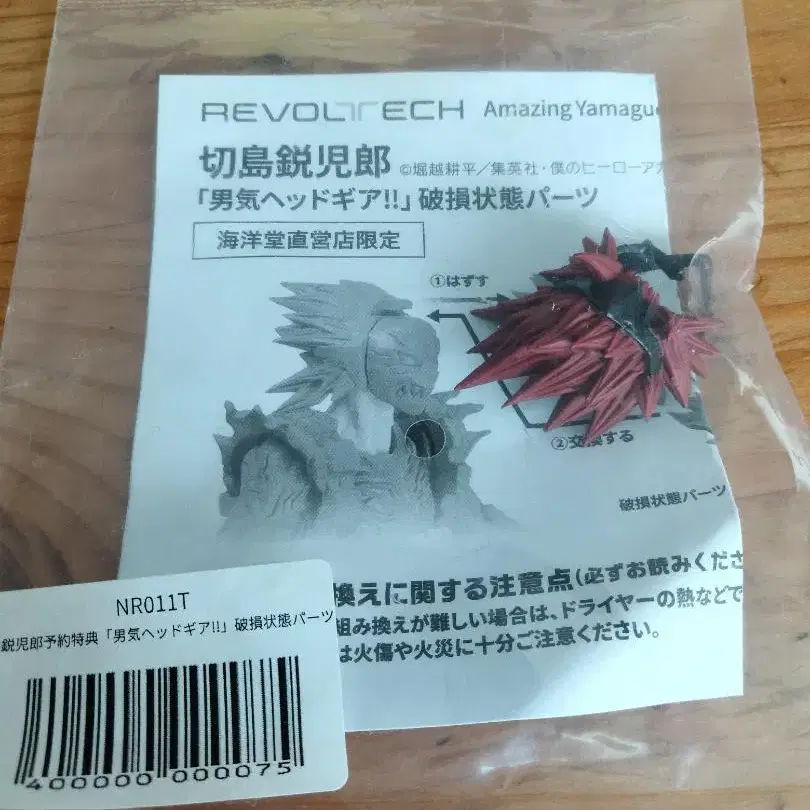 REVOLTECH Amazing Yamagu
切島鋭児郎 ©堀越耕平/集英社・僕のヒーローア
「男気ヘッドギア!!」破損状態パーツ
海洋堂直営店限定
①はずす
②交換する
破損状態パーツ
換えに関する注意点(必ずお読みくださ
組み換えが難しい場合は、ドライヤーの熱などで
は火傷や火災に十分ご注意ください。
NR011T
鋭児郎予約特典「男気ヘッドギア!!」破損状態パーツ
400000 000075